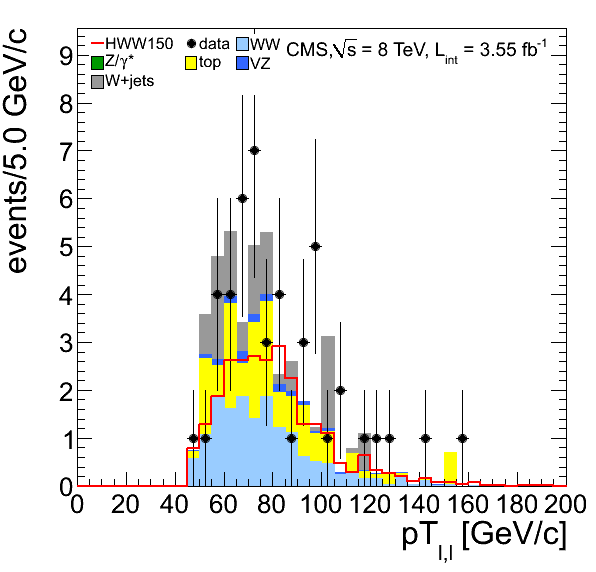 HWW150 data WW CMS,√s = 8 TeV, L_int = 3.55 fb⁻¹
Z/γ* top VZ
W+jets
events/5.0 GeV/c
9
8
7
6
5
4
3
2
1
0
0 20 40 60 80 100 120 140 160 180 200
pT_l,l [GeV/c]